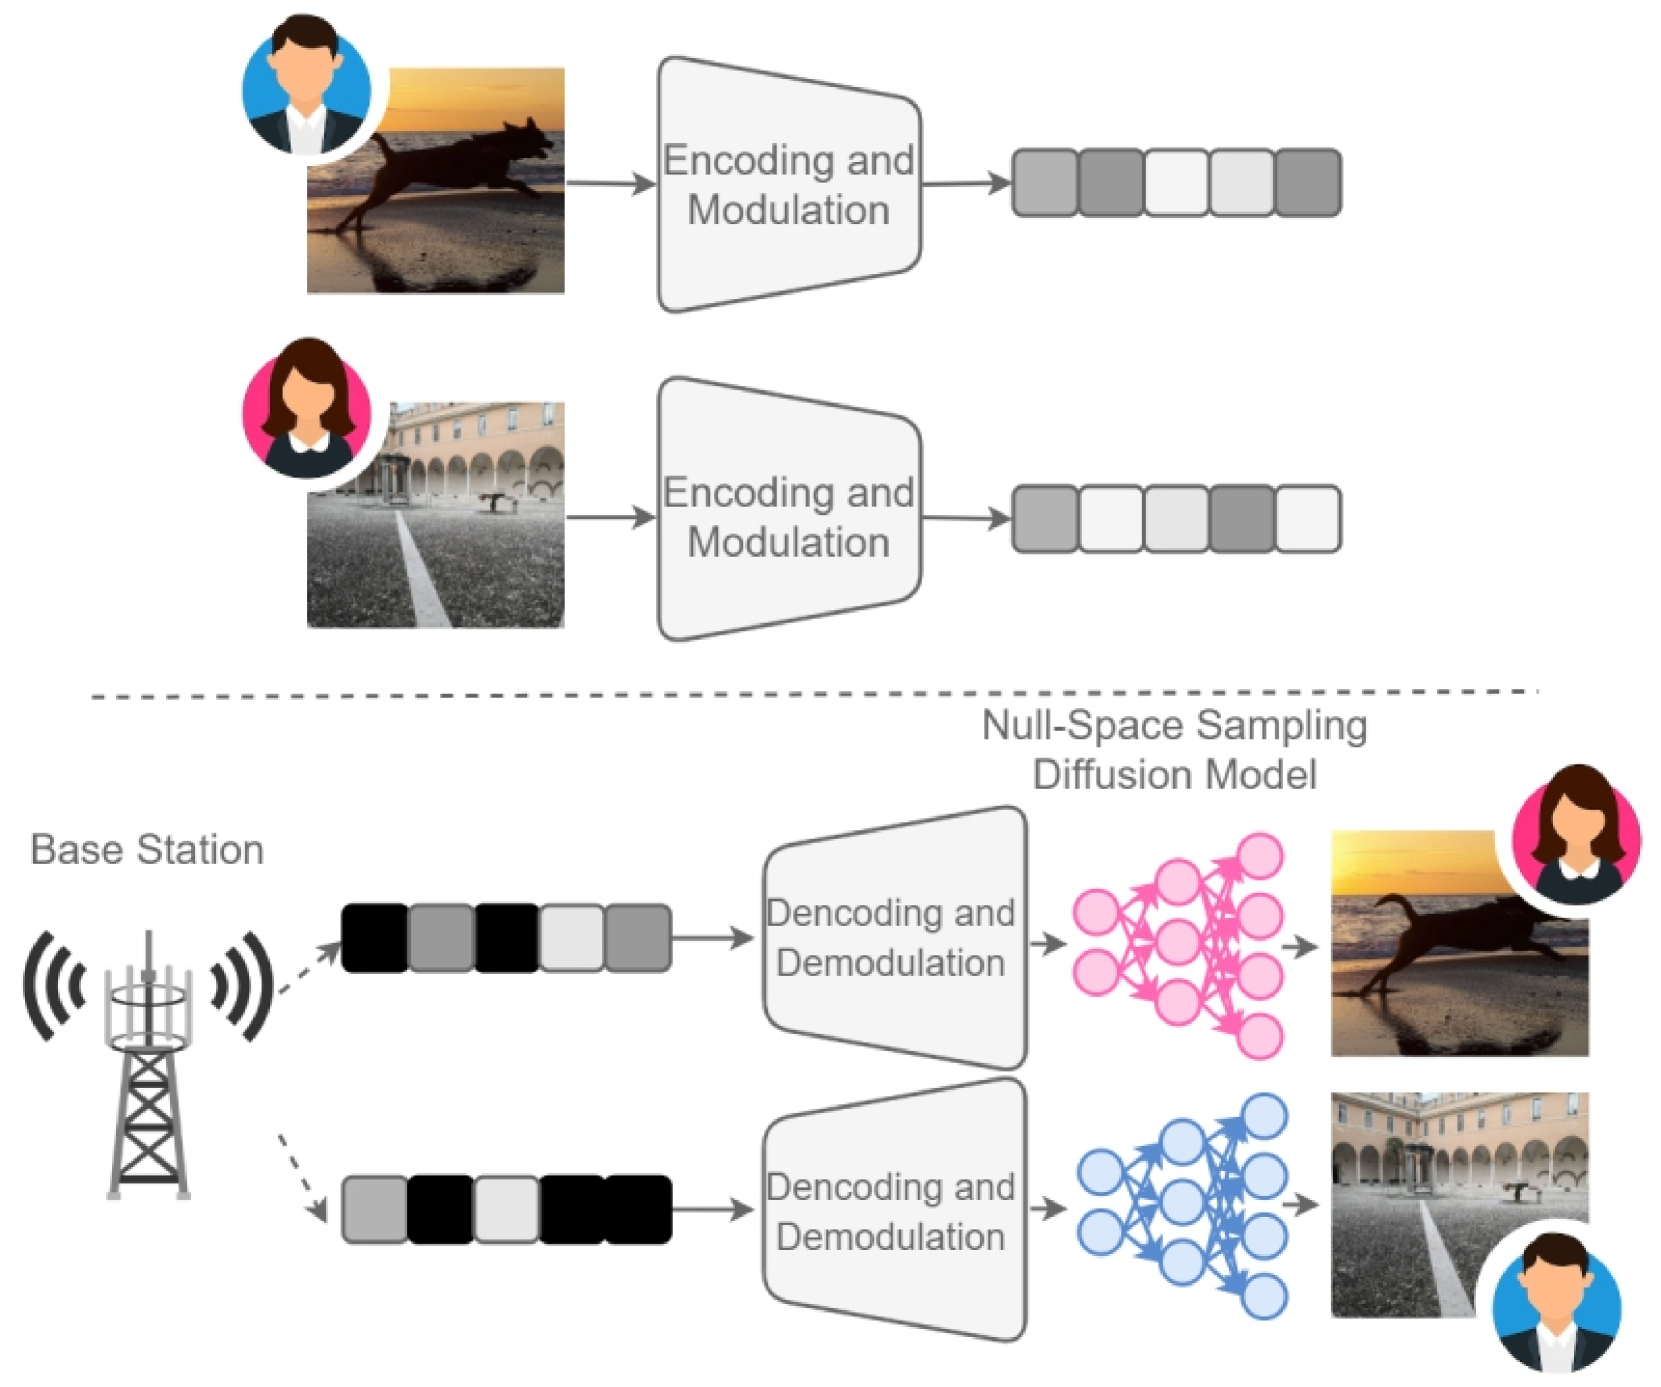 Encoding and
Modulation
Encoding and
Modulation
Null-Space Sampling
Diffusion Model
Base Station
Dencoding and
Demodulation
Dencoding and
Demodulation